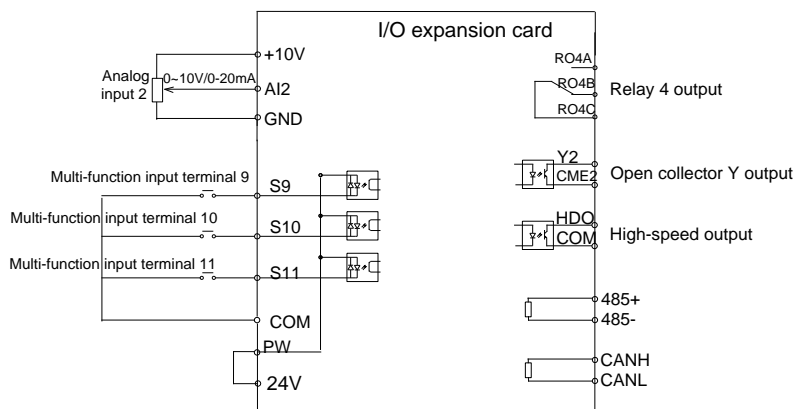 I/O expansion card
+10V
Analog
input 2
0~10V/0-20mA
AI2
GND
Multi-function input terminal 9
S9
Multi-function input terminal 10
S10
Multi-function input terminal 11
S11
COM
PW
24V
RO4A
RO4B
RO4C
Relay 4 output
Y2
CME2
Open collector Y output
HDO
COM
High-speed output
485+
485-
CANH
CANL